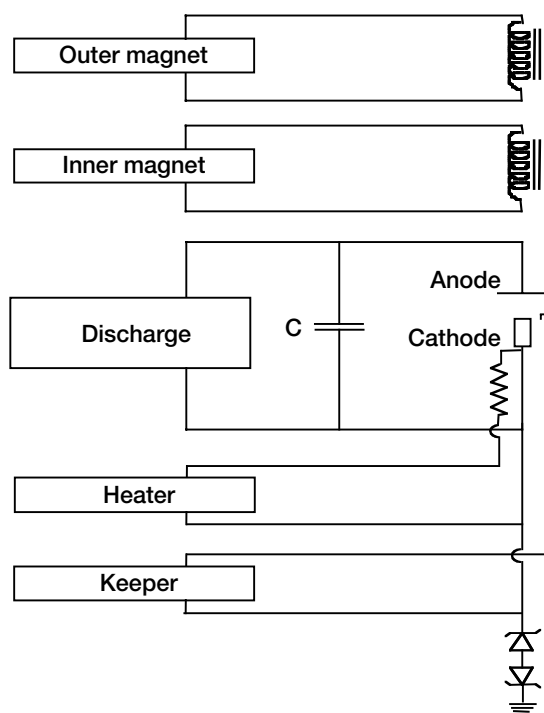 Outer magnet
Inner magnet
Anode
Discharge
C
Cathode
Heater
Keeper